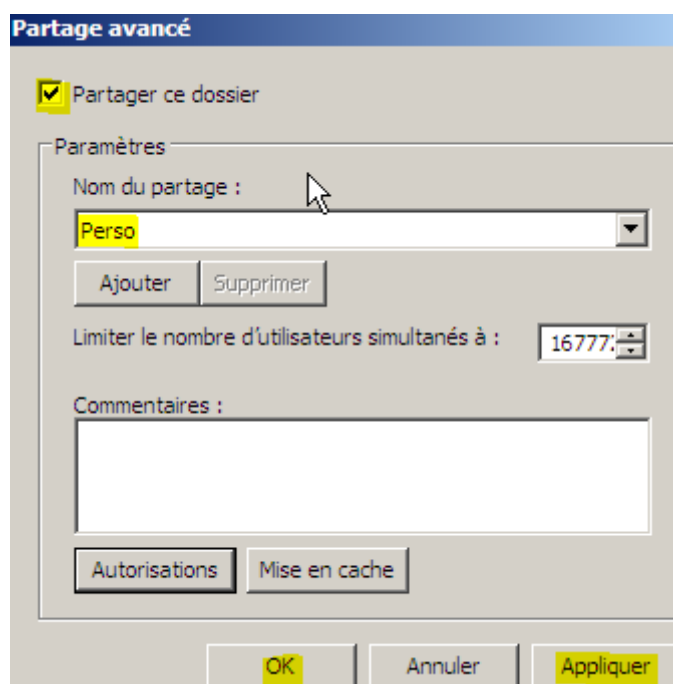 Partage avancé
Partager ce dossier
Paramètres
Nom du partage :
Perso
Ajouter Supprimer
Limiter le nombre d'utilisateurs simultanés à : 16777
Commentaires :
Autorisations Mise en cache
OK Annuler Appliquer